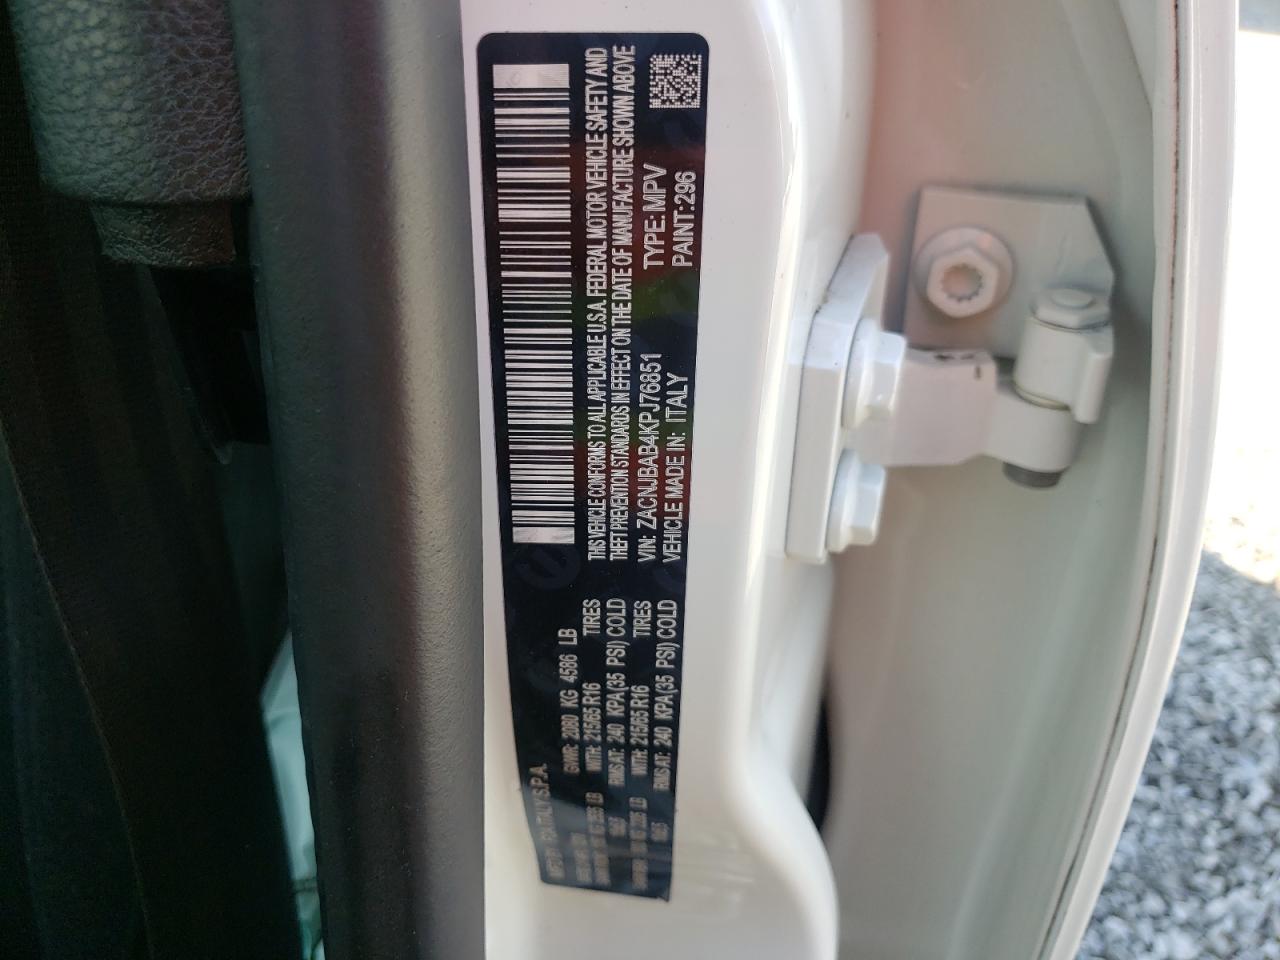 THIS VEHICLE CONFORMS TO ALL APPLICABLE U.S.A. FEDERAL MOTOR VEHICLE SAFETY AND
THEFT PREVENTION STANDARDS IN EFFECT ON THE DATE OF MANUFACTURE SHOWN ABOVE
VIN: ZACNJBAB4KPJ76851 TYPE: MPV
VEHICLE MADE IN: ITALY PAINT: 296
ITALY S.P.A.
GVWR: 2080 KG 4586 LB
WITH: 215/65 R16 TIRES
RIMS AT: 240 KPA(35 PSI) COLD
WITH: 215/65 R16 TIRES
RIMS AT: 240 KPA(35 PSI) COLD